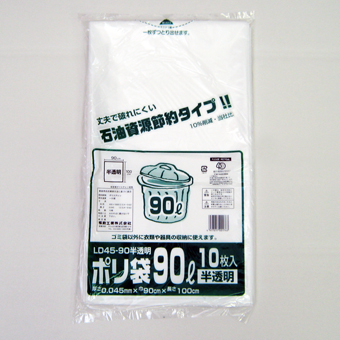 一枚ずつとり出せます。
丈夫で破れにくい
石油資源節約タイプ!!
10%削減・当社比
半透明
90ℓ
ゴミ袋以外に衣類や器具の収納に使えます。
LD45-90半透明
ポリ袋90ℓ 10枚入
半透明
厚さ0.045mm×巾90cm×長さ100cm